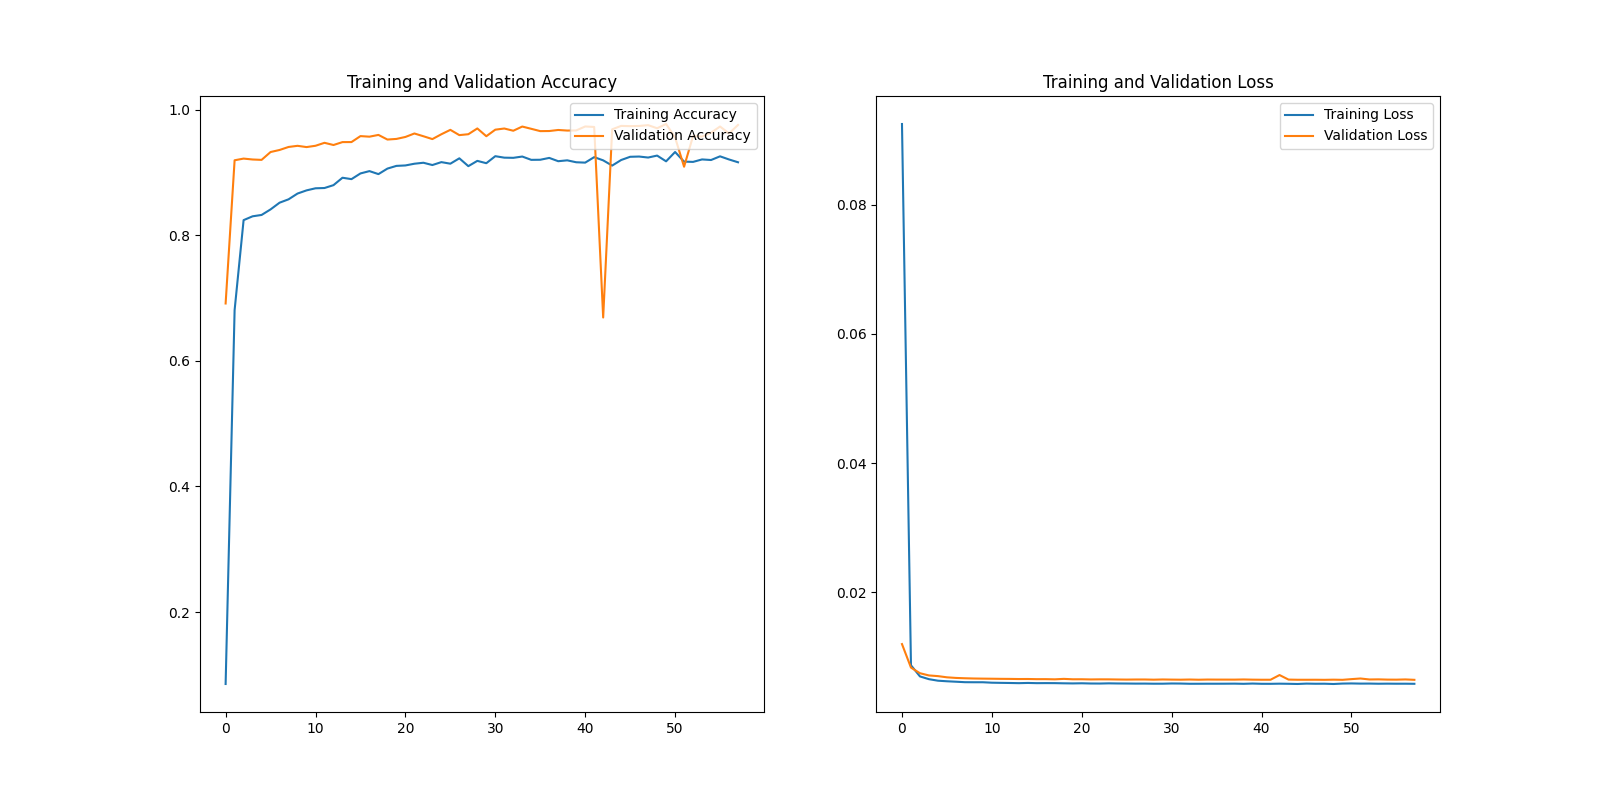 Training and Validation Accuracy
Training Accuracy
Validation Accuracy
1.0
0.8
0.6
0.4
0.2
0 10 20 30 40 50
Training and Validation Loss
Training Loss
Validation Loss
0.08
0.06
0.04
0.02
0 10 20 30 40 50